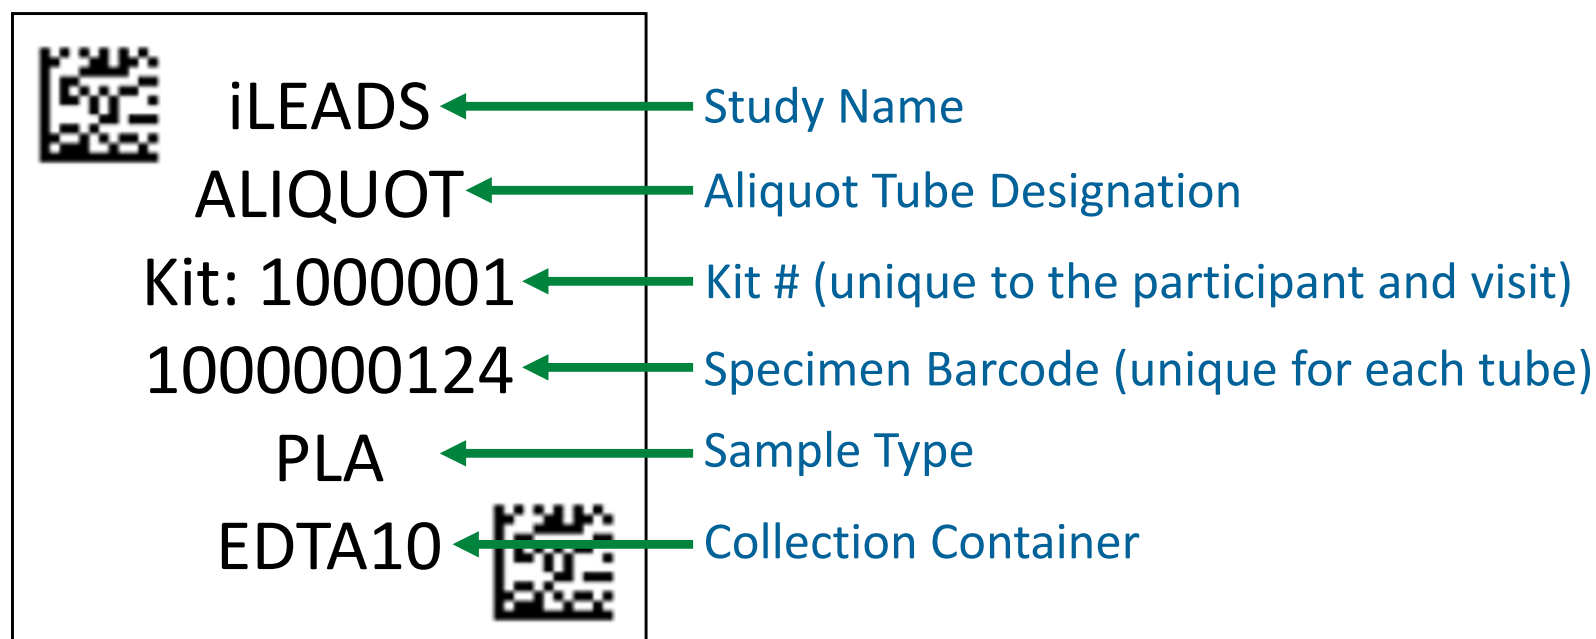 iLEADS Study Name
ALIQUOT Aliquot Tube Designation
Kit: 1000001 Kit # (unique to the participant and visit)
1000000124 Specimen Barcode (unique for each tube)
PLA Sample Type
EDTA10 Collection Container